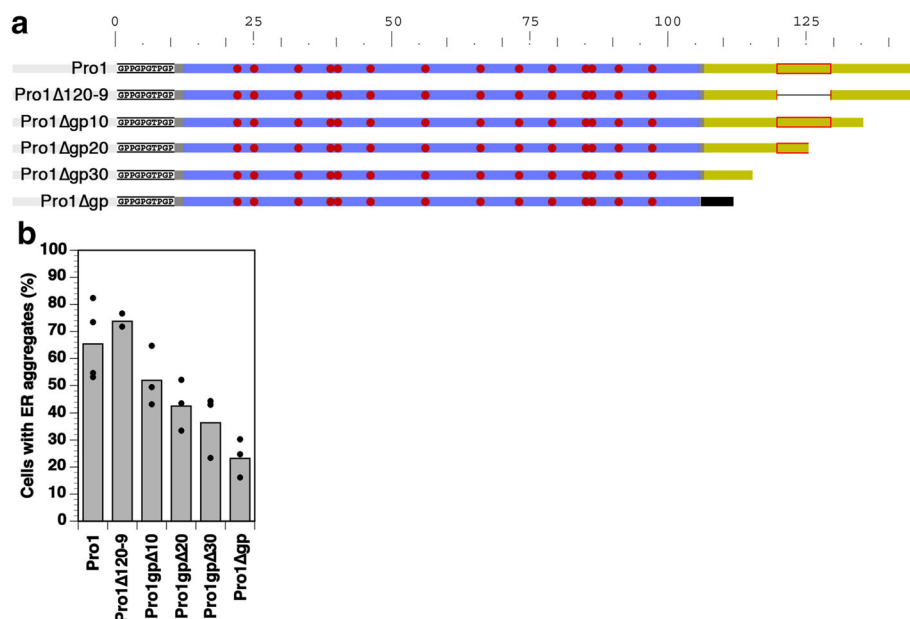 a
0 25 50 75 100 125
Pro1 GPPGPGTPGP
Pro1Δ120-9 GPPGPGTPGP
Pro1Δgp10 GPPGPGTPGP
Pro1Δgp20 GPPGPGTPGP
Pro1Δgp30 GPPGPGTPGP
Pro1Δgp GPPGPGTPGP
b
Cells with ER aggregates (%)
100
90
80
70
60
50
40
30
20
10
0
Pro1
Pro1Δ120-9
Pro1gpΔ10
Pro1gpΔ20
Pro1gpΔ30
Pro1Δgp